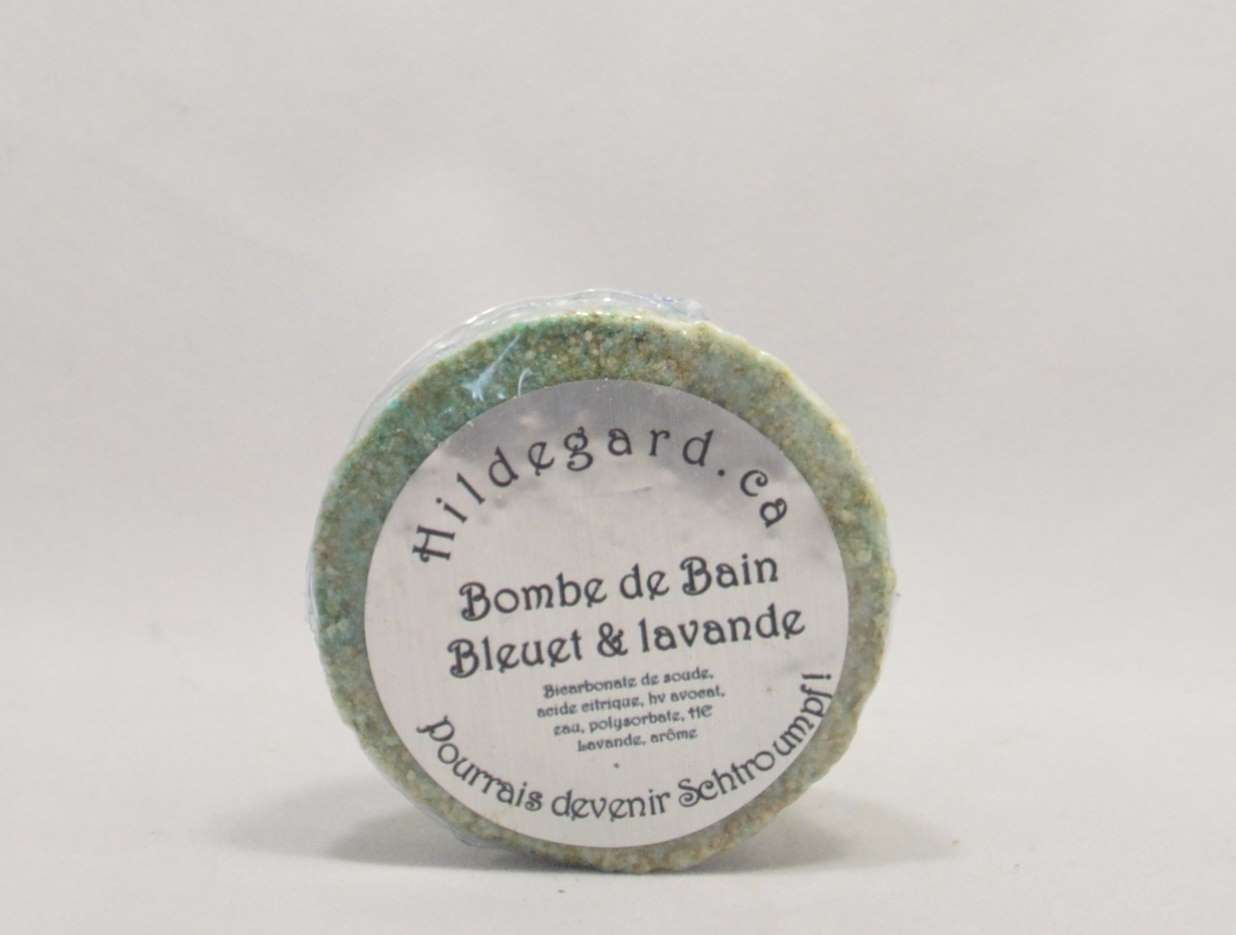 Hildegard.ca
Bombe de Bain
Bleuet & lavande
Bicarbonate de soude,
acide citrique, hv avocat,
eau, polysorbate, HE
Lavande, arôme
Pourrais devenir Schtroumpf!